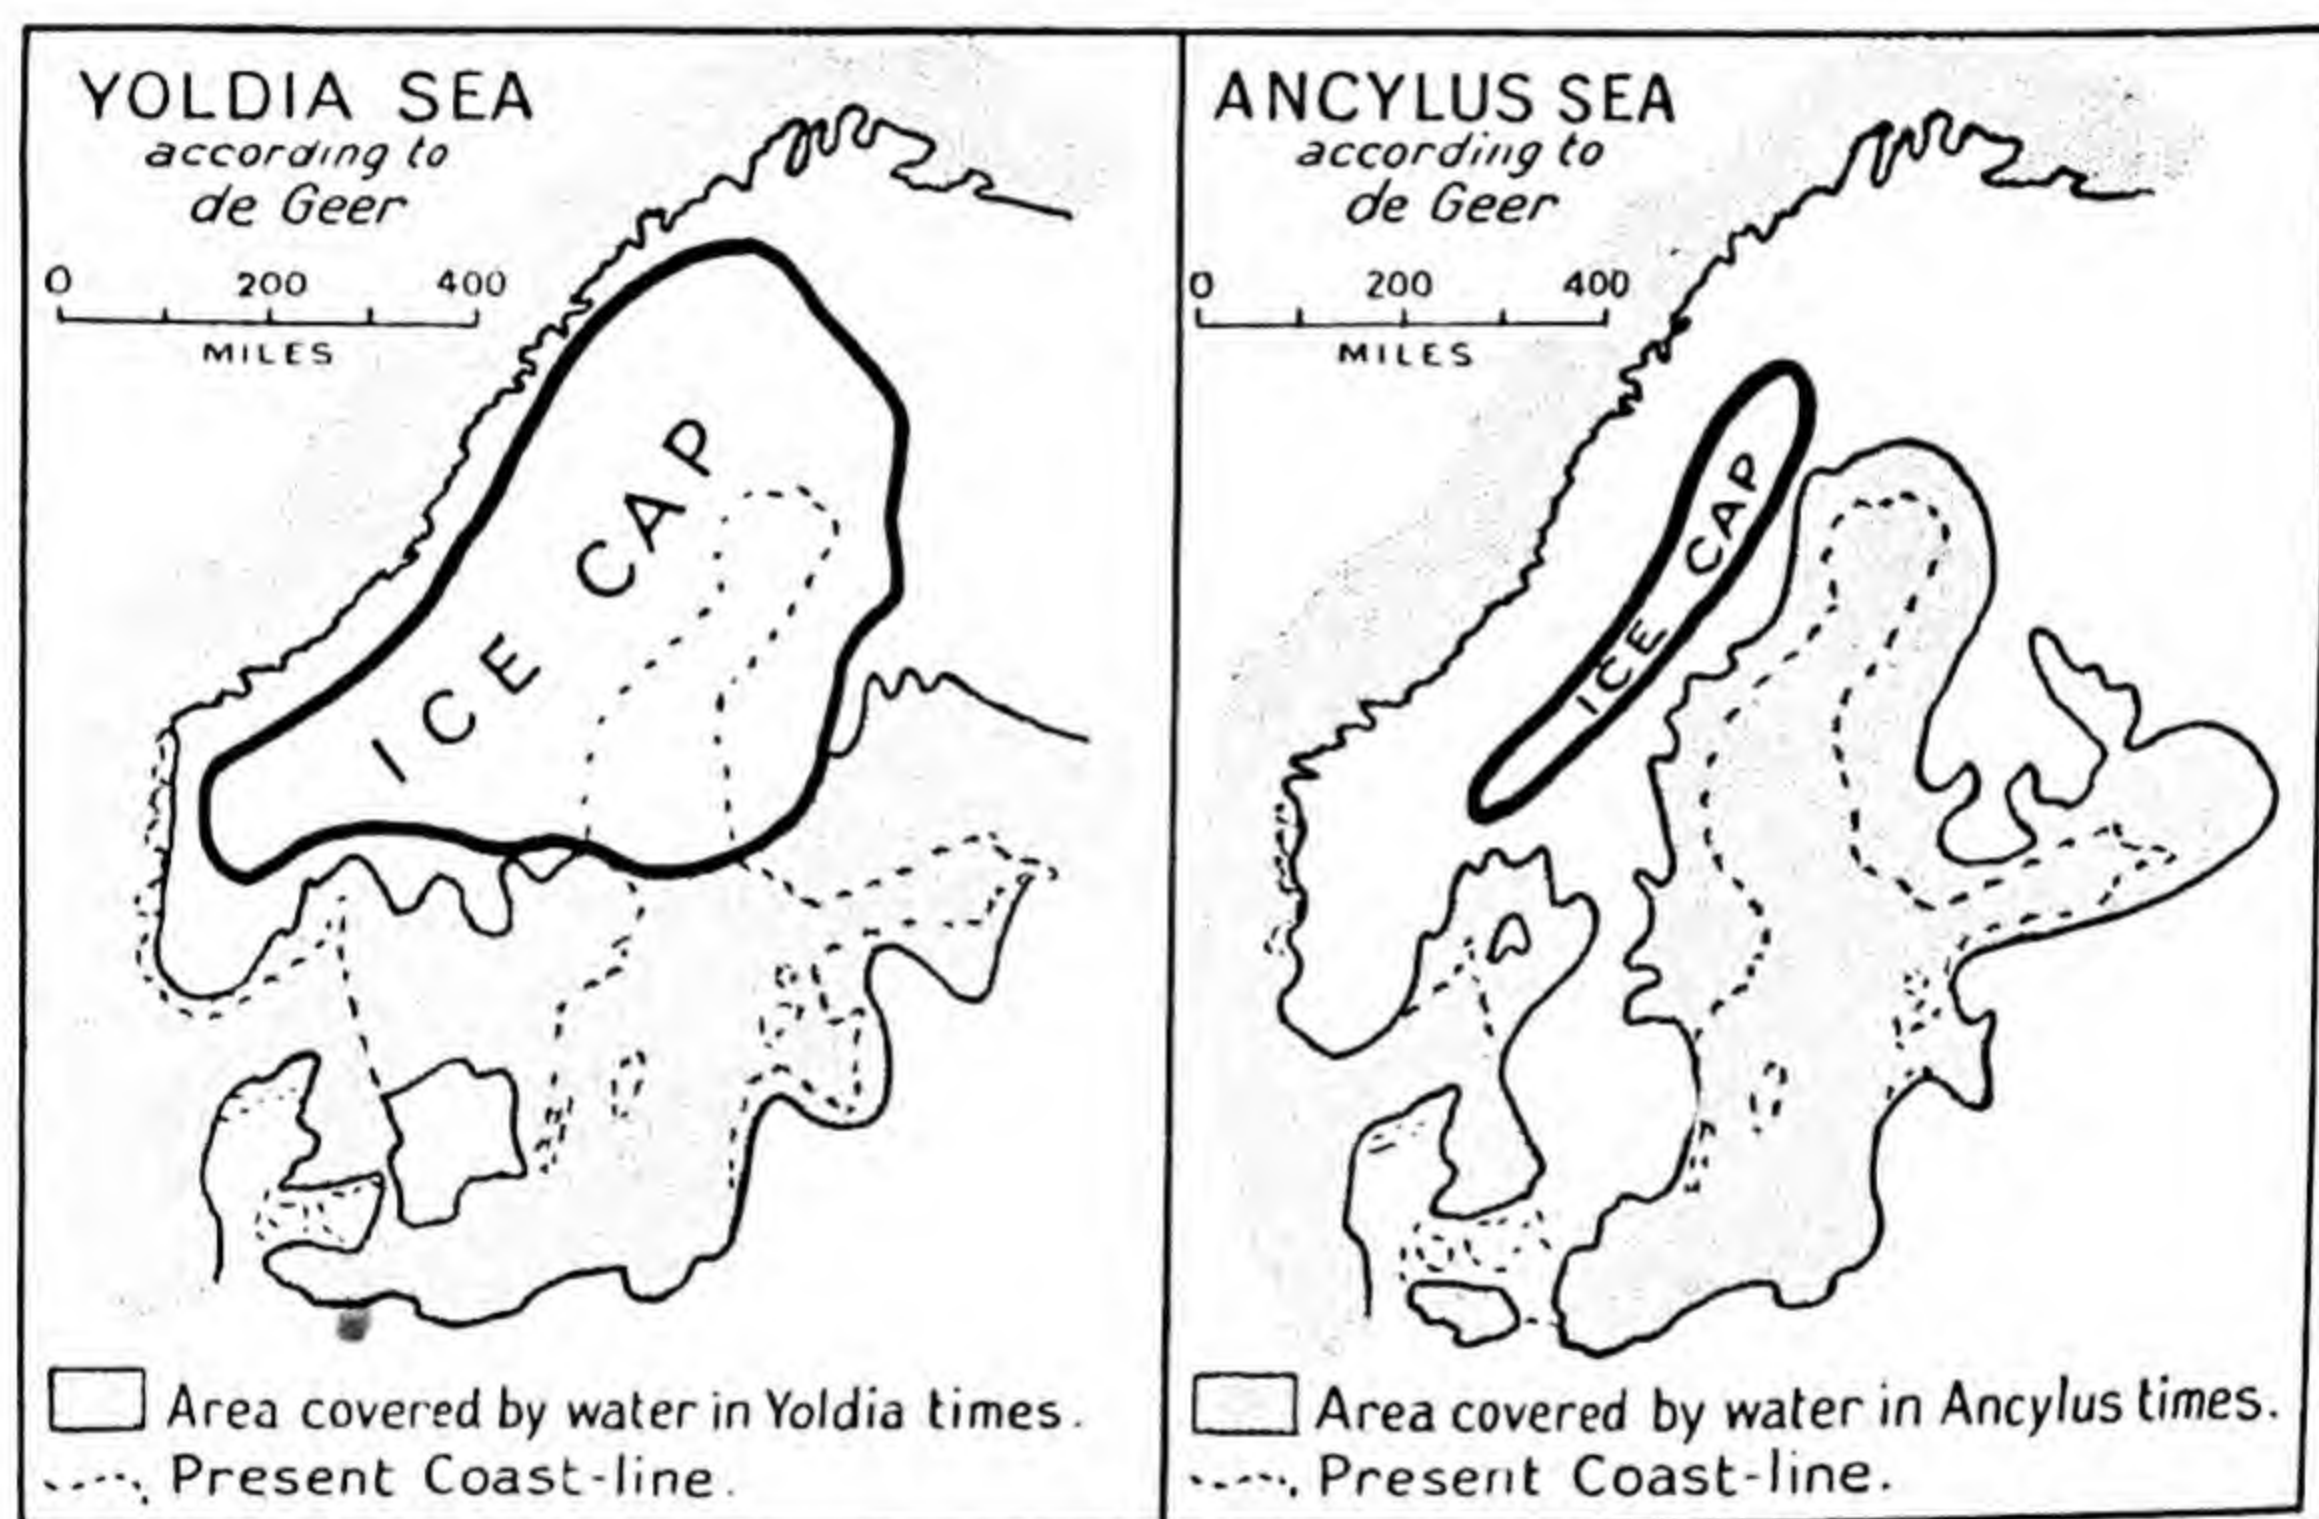 YOLDIA SEA
according to
de Geer
0 200 400
MILES
ICE CAP
Area covered by water in Yoldia times.
Present Coast-line.
ANCYLUS SEA
according to
de Geer
0 200 400
MILES
ICE CAP
Area covered by water in Ancylus times.
Present Coast-line.